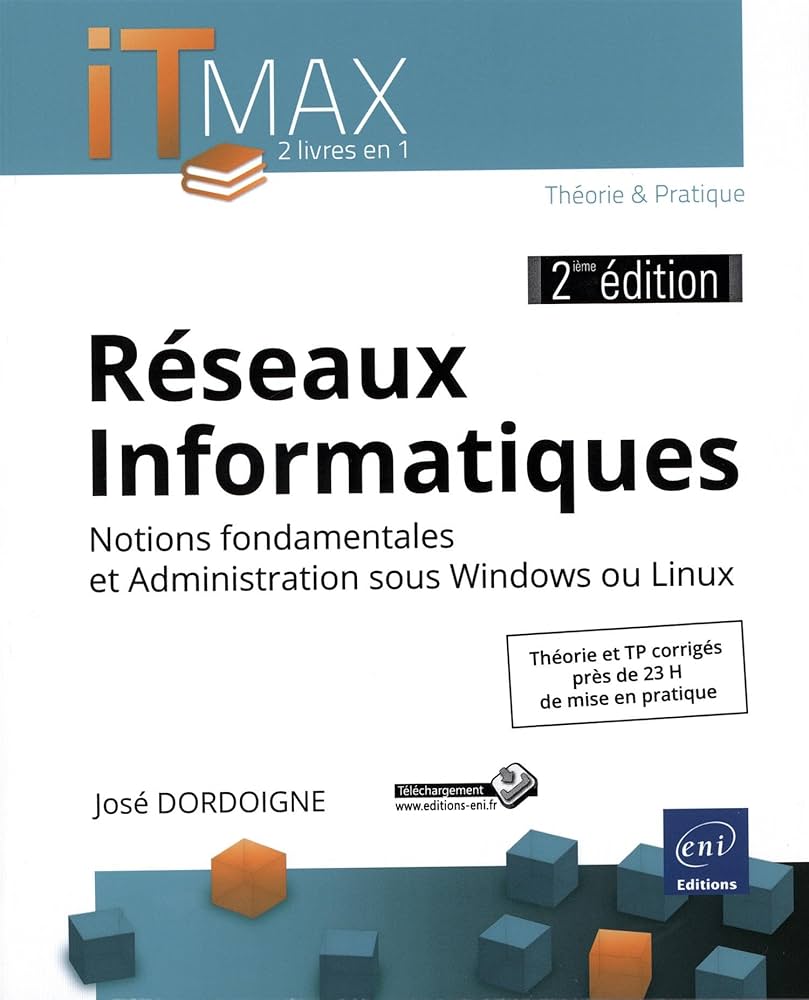 iTMAX
2 livres en 1
Théorie & Pratique
2ième édition
Réseaux
Informatiques
Notions fondamentales
et Administration sous Windows ou Linux
Théorie et TP corrigés
près de 23 H
de mise en pratique
José DORDOIGNE
Téléchargement
www.editions-eni.fr
eni
Editions